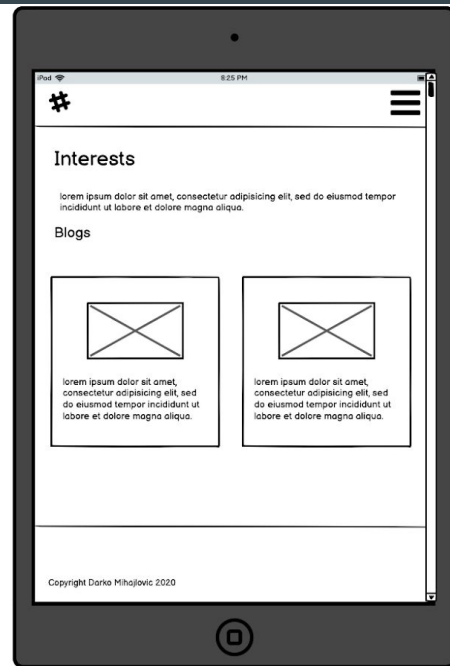 iPod
8:25 PM
Interests
lorem ipsum dolor sit amet, consectetur adipisicing elit, sed do eiusmod tempor
incididunt ut labore et dolore magna aliqua.
Blogs
lorem ipsum dolor sit amet,
consectetur adipisicing elit, sed
do eiusmod tempor incididunt ut
labore et dolore magna aliqua.
lorem ipsum dolor sit amet,
consectetur adipisicing elit, sed
do eiusmod tempor incididunt ut
labore et dolore magna aliqua.
Copyright Darko Mihajlovic 2020